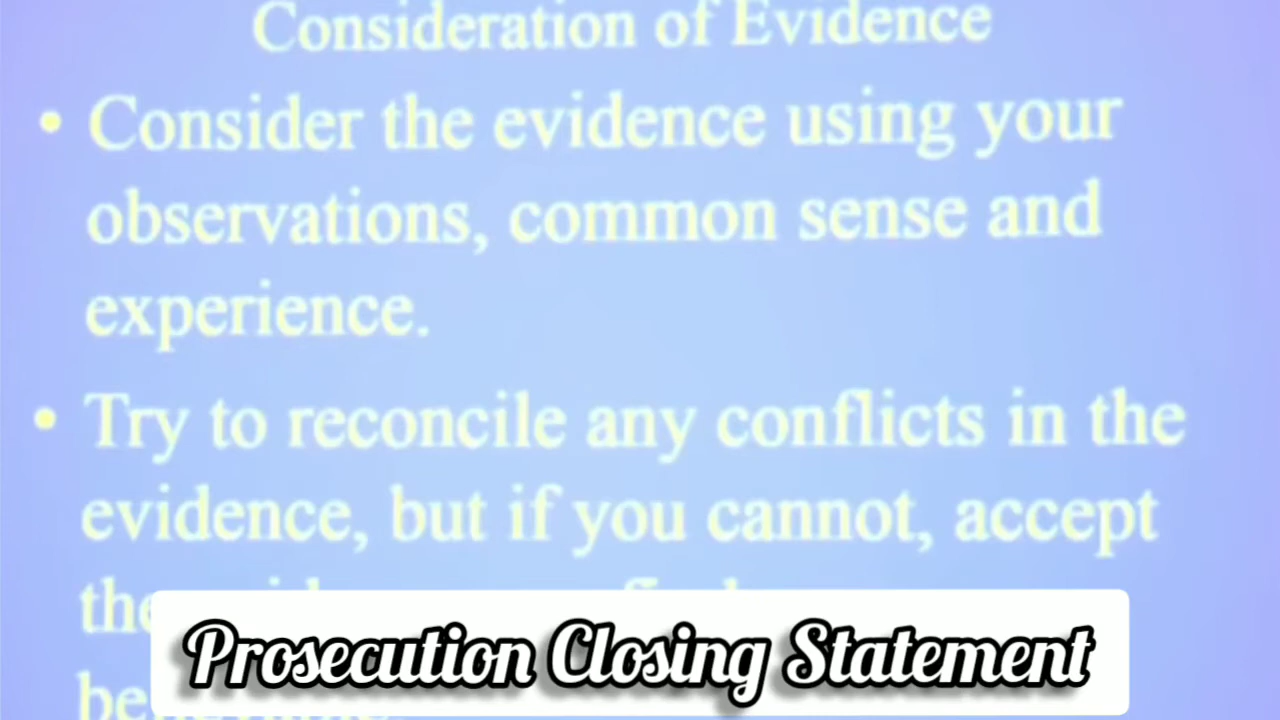 Consideration of Evidence
• Consider the evidence using your
observations, common sense and
experience.
• Try to reconcile any conflicts in the
evidence, but if you cannot, accept
the
Prosecution Closing Statement